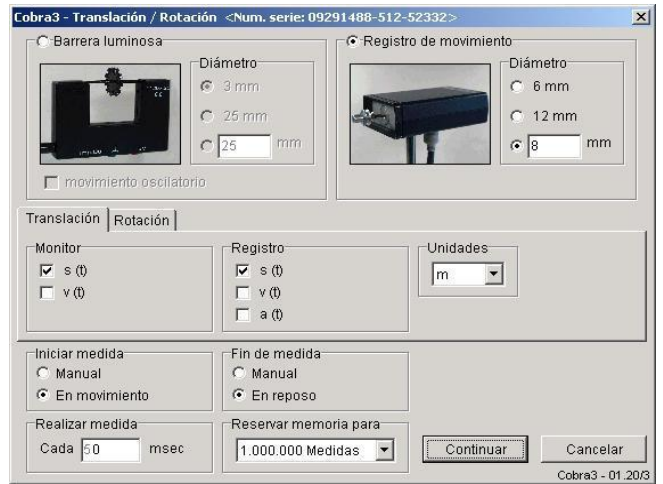 Cobra3 - Translación / Rotación <Num. serie: 09291488-512-52332>
Barrera luminosa
Diámetro
3 mm
25 mm
25 mm
movimiento oscilatorio
Registro de movimiento
Diámetro
6 mm
12 mm
8 mm
Translación Rotación
Monitor
s (t)
v (t)
Registro
s (t)
v (t)
a (t)
Unidades
m
Iniciar medida
Manual
En movimiento
Fin de medida
Manual
En reposo
Realizar medida
Cada 50 msec
Reservar memoria para
1.000.000 Medidas
Continuar
Cancelar
Cobra3 - 01.20/3